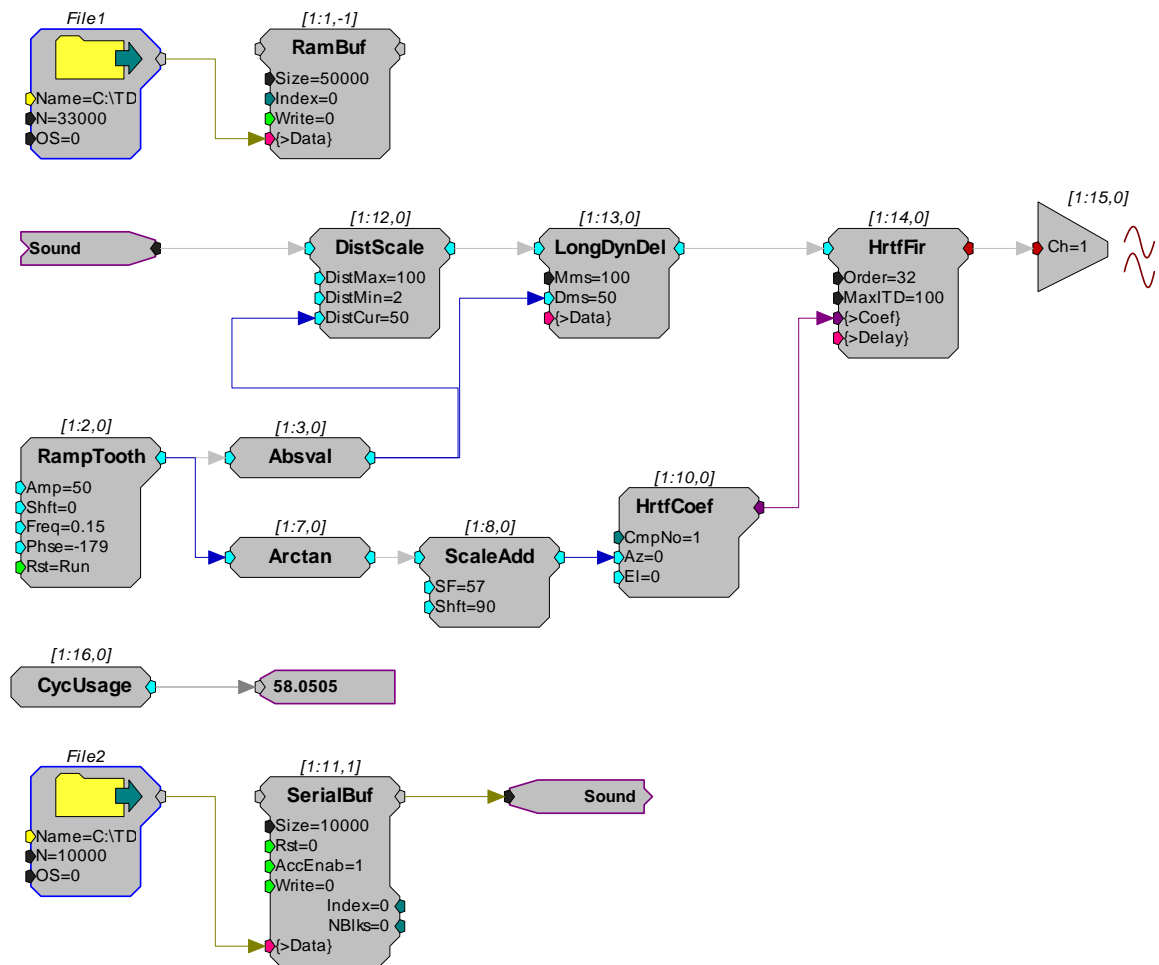 File1
Name=C:\TD
N=33000
OS=0
[1:1,-1]
RamBuf
Size=50000
Index=0
Write=0
{>Data}
Sound
[1:12,0]
DistScale
DistMax=100
DistMin=2
DistCur=50
[1:13,0]
LongDynDel
Mms=100
Dms=50
{>Data}
[1:14,0]
HrtfFir
Order=32
MaxITD=100
{>Coef}
{>Delay}
[1:15,0]
Ch=1
[1:2,0]
RampTooth
Amp=50
Shft=0
Freq=0.15
Phse=-179
Rst=Run
[1:3,0]
Absval
[1:7,0]
Arctan
[1:8,0]
ScaleAdd
SF=57
Shft=90
[1:10,0]
HrtfCoef
CmpNo=1
Az=0
El=0
[1:16,0]
CycUsage
58.0505
File2
Name=C:\TD
N=10000
OS=0
[1:11,1]
SerialBuf
Size=10000
Rst=0
AccEnab=1
Write=0
Index=0
NBlks=0
{>Data}
Sound